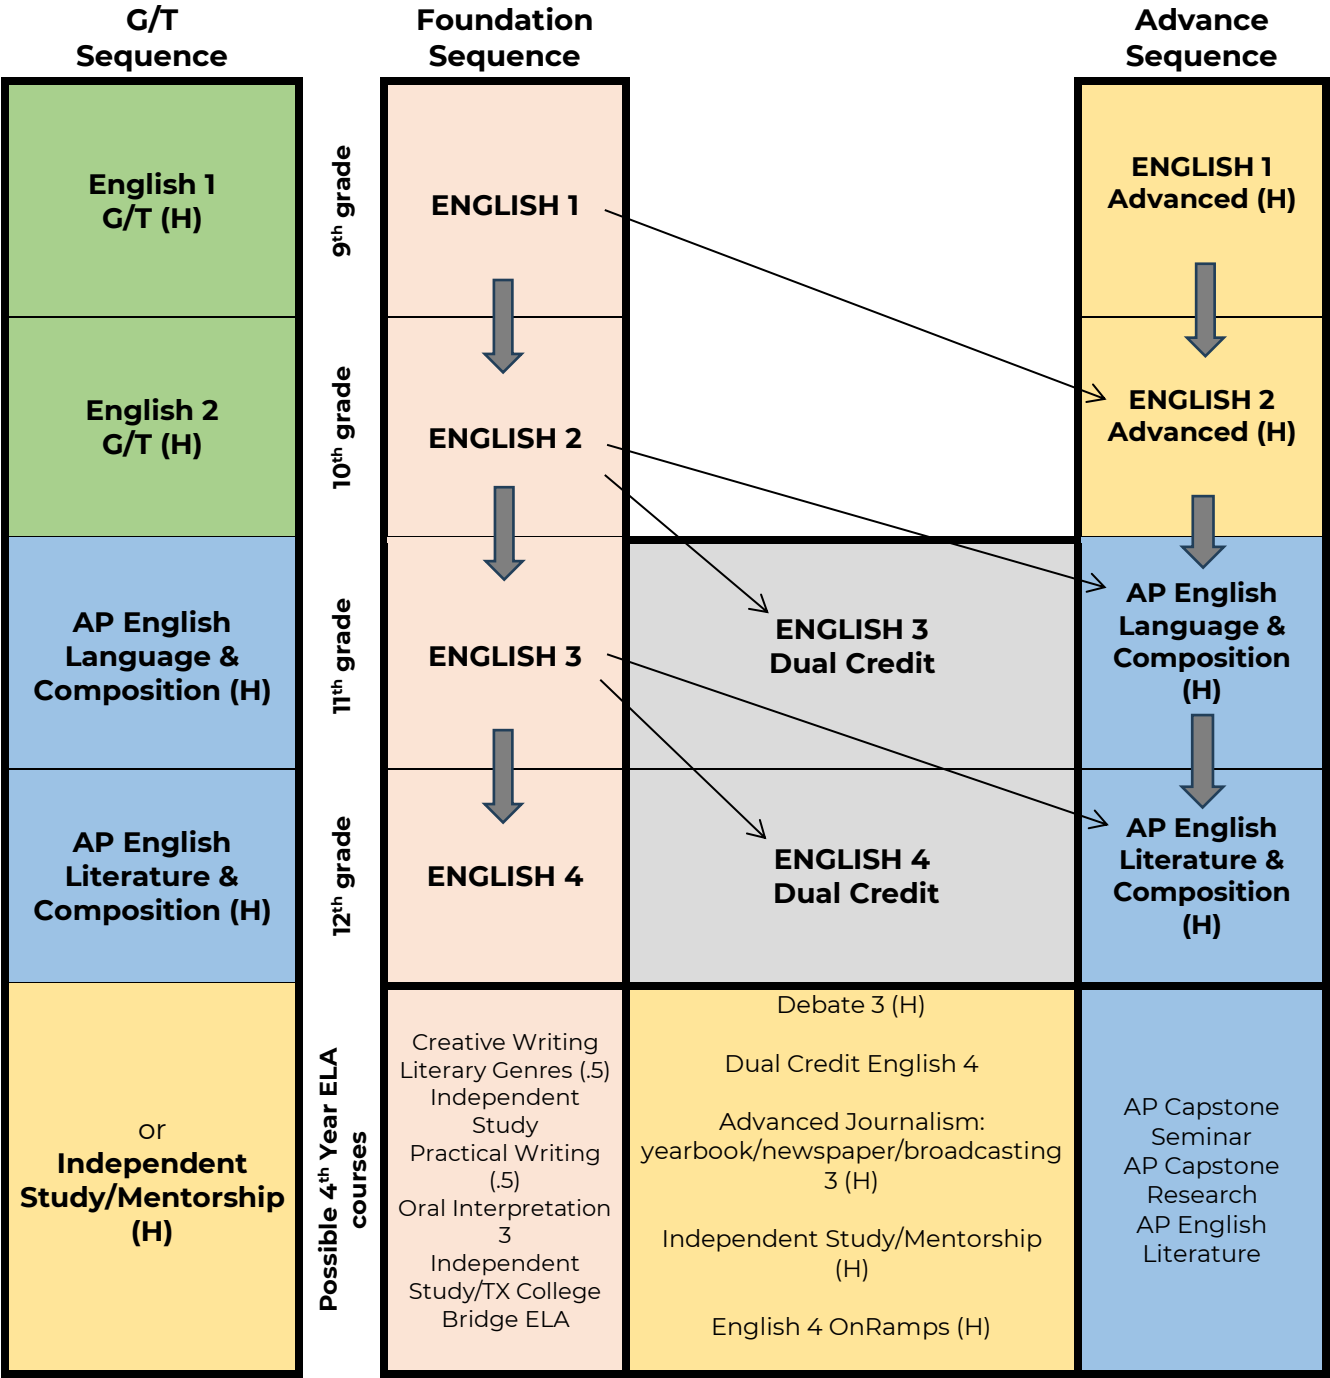 G/T
Sequence
Foundation
Sequence
Advance
Sequence
English 1
G/T (H)
9th grade
ENGLISH 1
ENGLISH 1
Advanced (H)
English 2
G/T (H)
10th grade
ENGLISH 2
ENGLISH 2
Advanced (H)
AP English
Language &
Composition (H)
11th grade
ENGLISH 3
ENGLISH 3
Dual Credit
AP English
Language &
Composition
(H)
AP English
Literature &
Composition (H)
12th grade
ENGLISH 4
ENGLISH 4
Dual Credit
AP English
Literature &
Composition
(H)
or
Independent
Study/Mentorship
(H)
Possible 4th Year ELA
courses
Creative Writing
Literary Genres (.5)
Independent
Study
Practical Writing
(.5)
Oral Interpretation
3
Independent
Study/TX College
Bridge ELA
Debate 3 (H)
Dual Credit English 4
Advanced Journalism:
yearbook/newspaper/broadcasting
3 (H)
Independent Study/Mentorship
(H)
English 4 OnRamps (H)
AP Capstone
Seminar
AP Capstone
Research
AP English
Literature